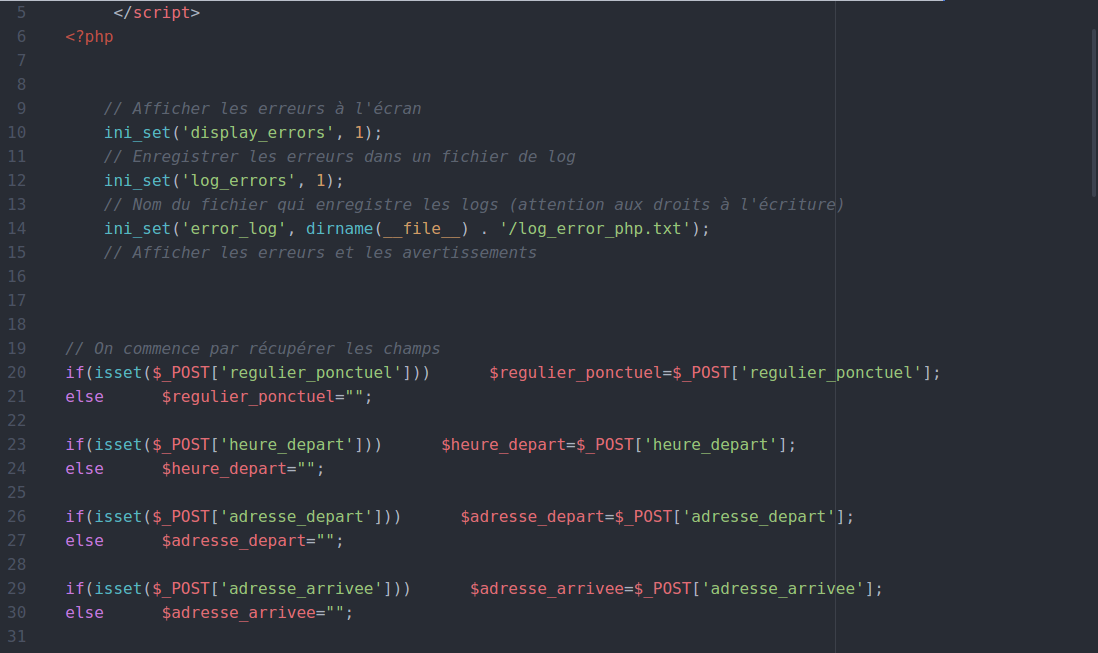 5 </script>
6 <?php
7
8
9 // Afficher les erreurs à l'écran
10 ini_set('display_errors', 1);
11 // Enregistrer les erreurs dans un fichier de log
12 ini_set('log_errors', 1);
13 // Nom du fichier qui enregistre les logs (attention aux droits à l'écriture)
14 ini_set('error_log', dirname(__file__) . '/log_error_php.txt');
15 // Afficher les erreurs et les avertissements
16
17
18
19 // On commence par récupérer les champs
20 if(isset($_POST['regulier_ponctuel'])) $regulier_ponctuel=$_POST['regulier_ponctuel'];
21 else $regulier_ponctuel="";
22
23 if(isset($_POST['heure_depart'])) $heure_depart=$_POST['heure_depart'];
24 else $heure_depart="";
25
26 if(isset($_POST['adresse_depart'])) $adresse_depart=$_POST['adresse_depart'];
27 else $adresse_depart="";
28
29 if(isset($_POST['adresse_arrivee'])) $adresse_arrivee=$_POST['adresse_arrivee'];
30 else $adresse_arrivee="";
31